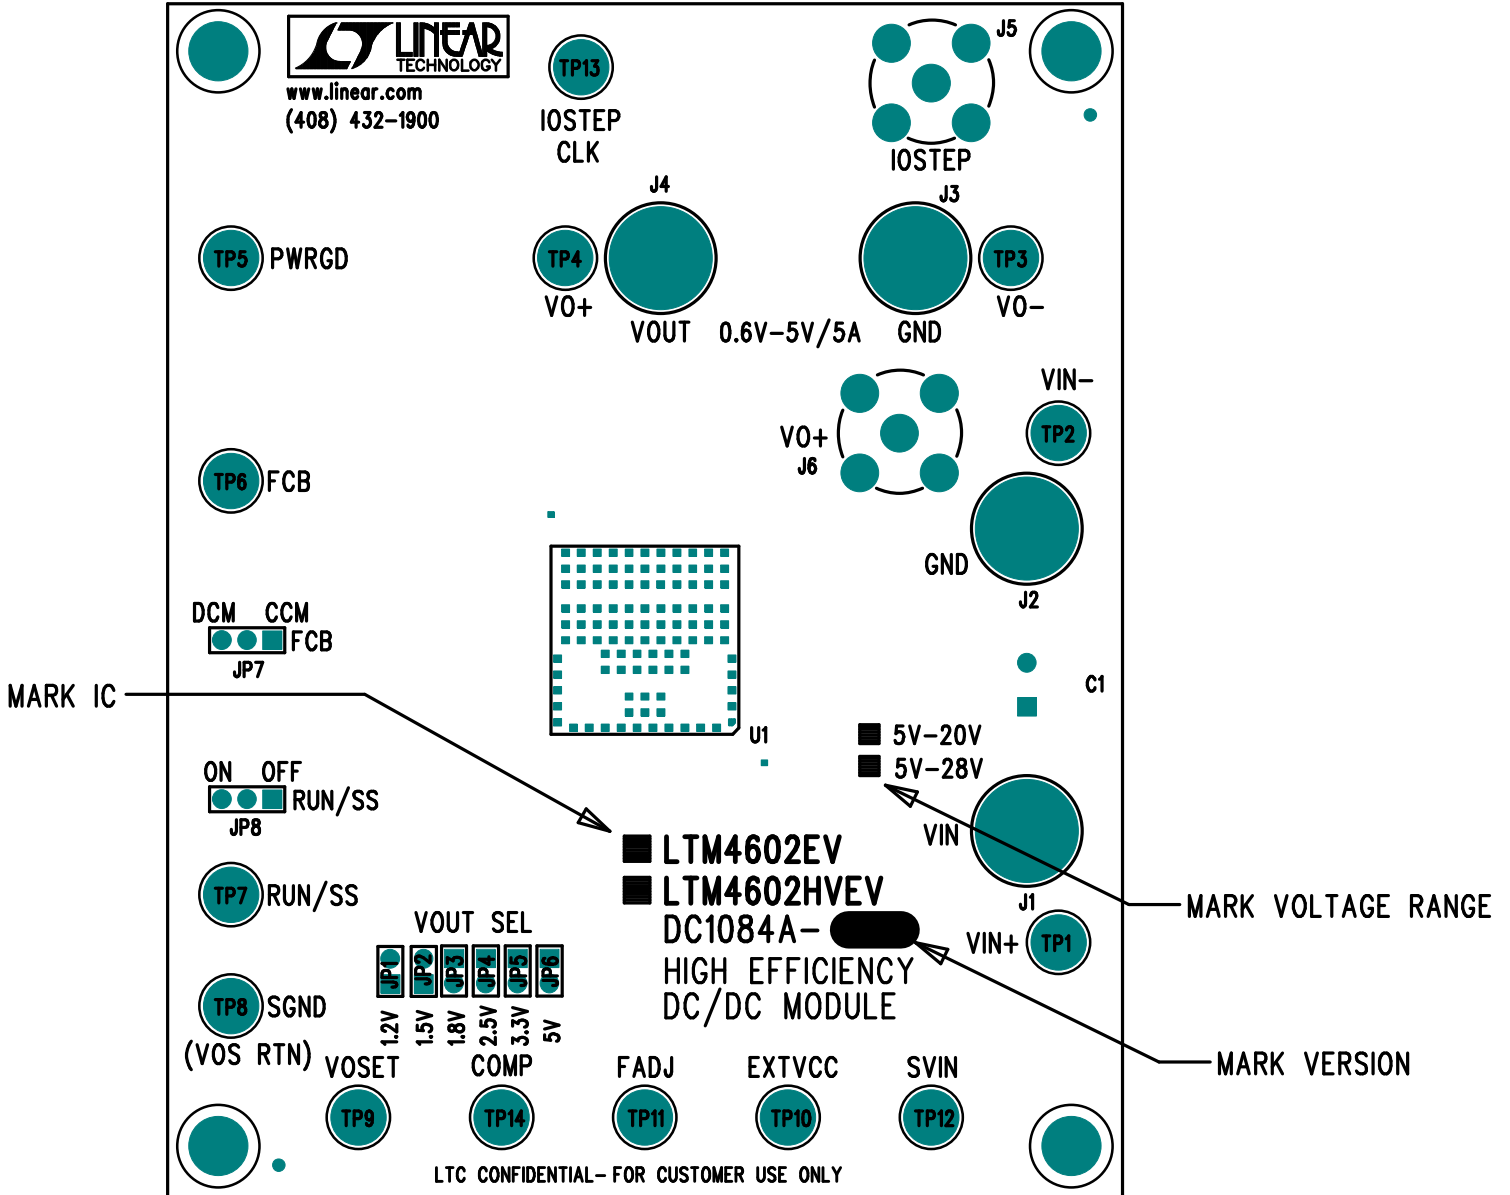 LINEAR
TECHNOLOGY
www.linear.com
(408) 432-1900
TP13
IOSTEP
CLK
J5
IOSTEP
J4
J3
TP5 PWRGD
TP4
TP3
VO+
VO-
VOUT 0.6V-5V/5A GND
VIN-
TP2
VO+
J6
TP6 FCB
GND
J2
DCM CCM
FCB
JP7
MARK IC
C1
U1
5V-20V
5V-28V
ON OFF
RUN/SS
JP8
VIN
LTM4602EV
LTM4602HVEV
J1
MARK VOLTAGE RANGE
TP7 RUN/SS
VOUT SEL
DC1084A-
VIN+ TP1
HIGH EFFICIENCY
DC/DC MODULE
JP1 JP2 JP3 JP4 JP5 JP6
1.2V 1.5V 1.8V 2.5V 3.3V 5V
TP8 SGND
(VOS RTN)
MARK VERSION
VOSET COMP FADJ EXTVCC SVIN
TP9 TP14 TP11 TP10 TP12
LTC CONFIDENTIAL-FOR CUSTOMER USE ONLY